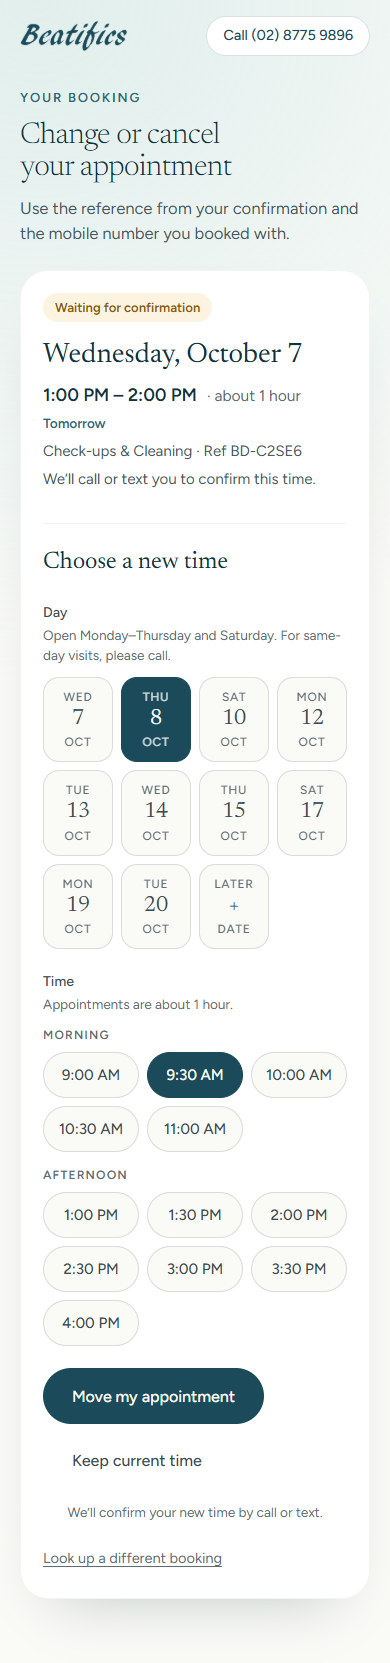 Beatifics
Call (02) 8775 9896
YOUR BOOKING
Change or cancel
your appointment
Use the reference from your confirmation and
the mobile number you booked with.
Waiting for confirmation
Wednesday, October 7
1:00 PM – 2:00 PM · about 1 hour
Tomorrow
Check-ups & Cleaning · Ref BD-C2SE6
We’ll call or text you to confirm this time.
Choose a new time
Day
Open Monday–Thursday and Saturday. For same-
day visits, please call.
WED THU SAT MON
7 8 10 12
OCT OCT OCT OCT
TUE WED THU SAT
13 14 15 17
OCT OCT OCT OCT
MON TUE LATER
19 20 +
OCT OCT DATE
Time
Appointments are about 1 hour.
MORNING
9:00 AM 9:30 AM 10:00 AM
10:30 AM 11:00 AM
AFTERNOON
1:00 PM 1:30 PM 2:00 PM
2:30 PM 3:00 PM 3:30 PM
4:00 PM
Move my appointment
Keep current time
We’ll confirm your new time by call or text.
Look up a different booking